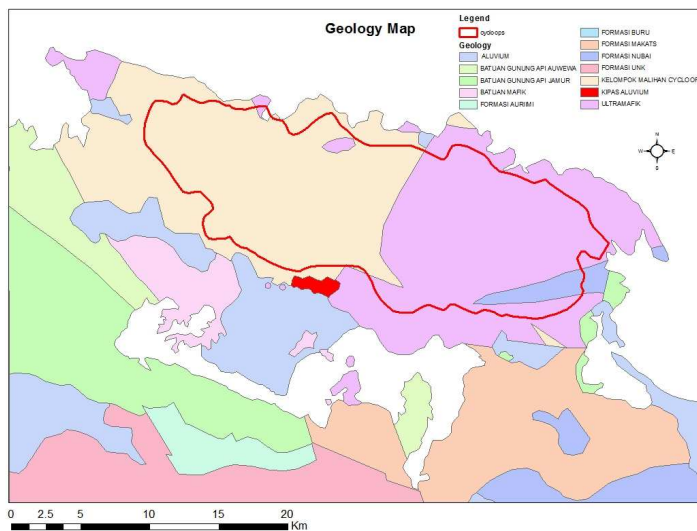 Geology Map
Legend
cycloops
Geology
ALUVIUM
BATUAN GUNUNG API AUWEWA
BATUAN GUNUNG API JAMUR
BATUAN MAFIK
FORMASI AURIMI
FORMASI BURU
FORMASI MAKATS
FORMASI NUBAI
FORMASI UNK
KELOMPOK MALIHAN CYCLOOP
KIPAS ALUVIUM
ULTRAMAFIK
N
W E
S
0 2.5 5 10 15 20
Km